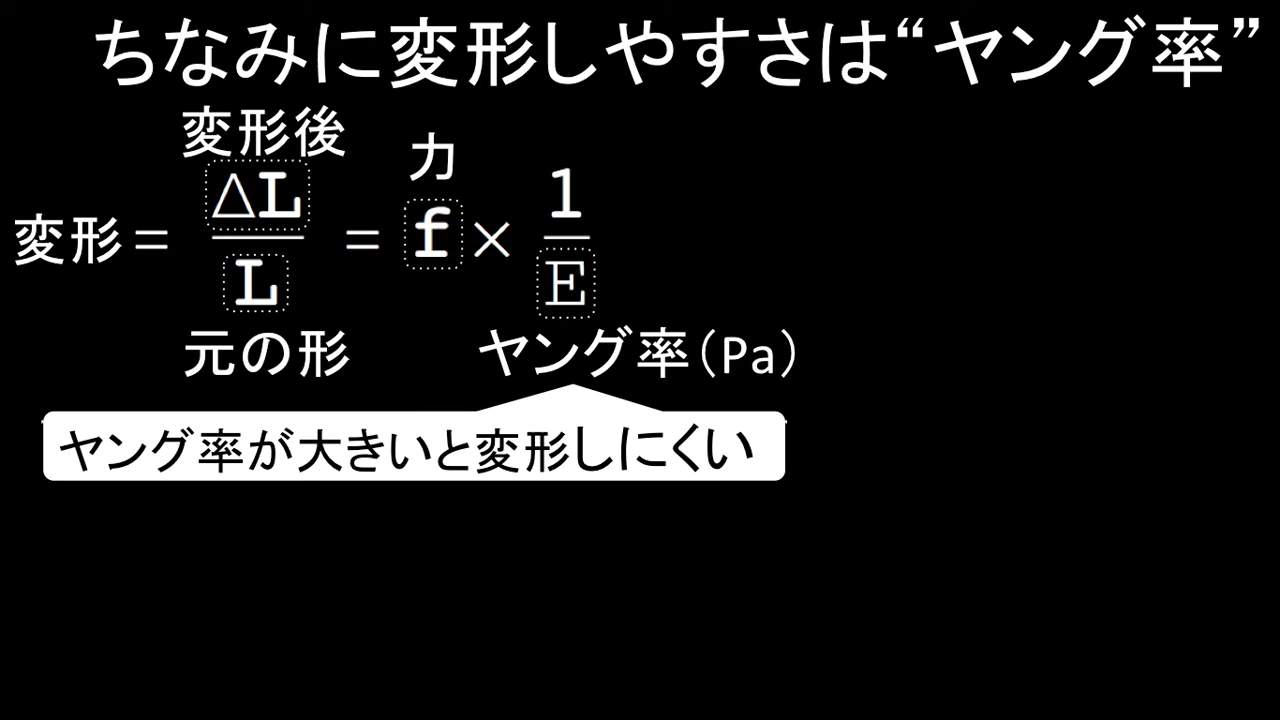 ちなみに変形しやすさは“ヤング率”
変形後
力
変形 = ΔL/L = f × 1/E
元の形
ヤング率(Pa)
ヤング率が大きいと変形しにくい